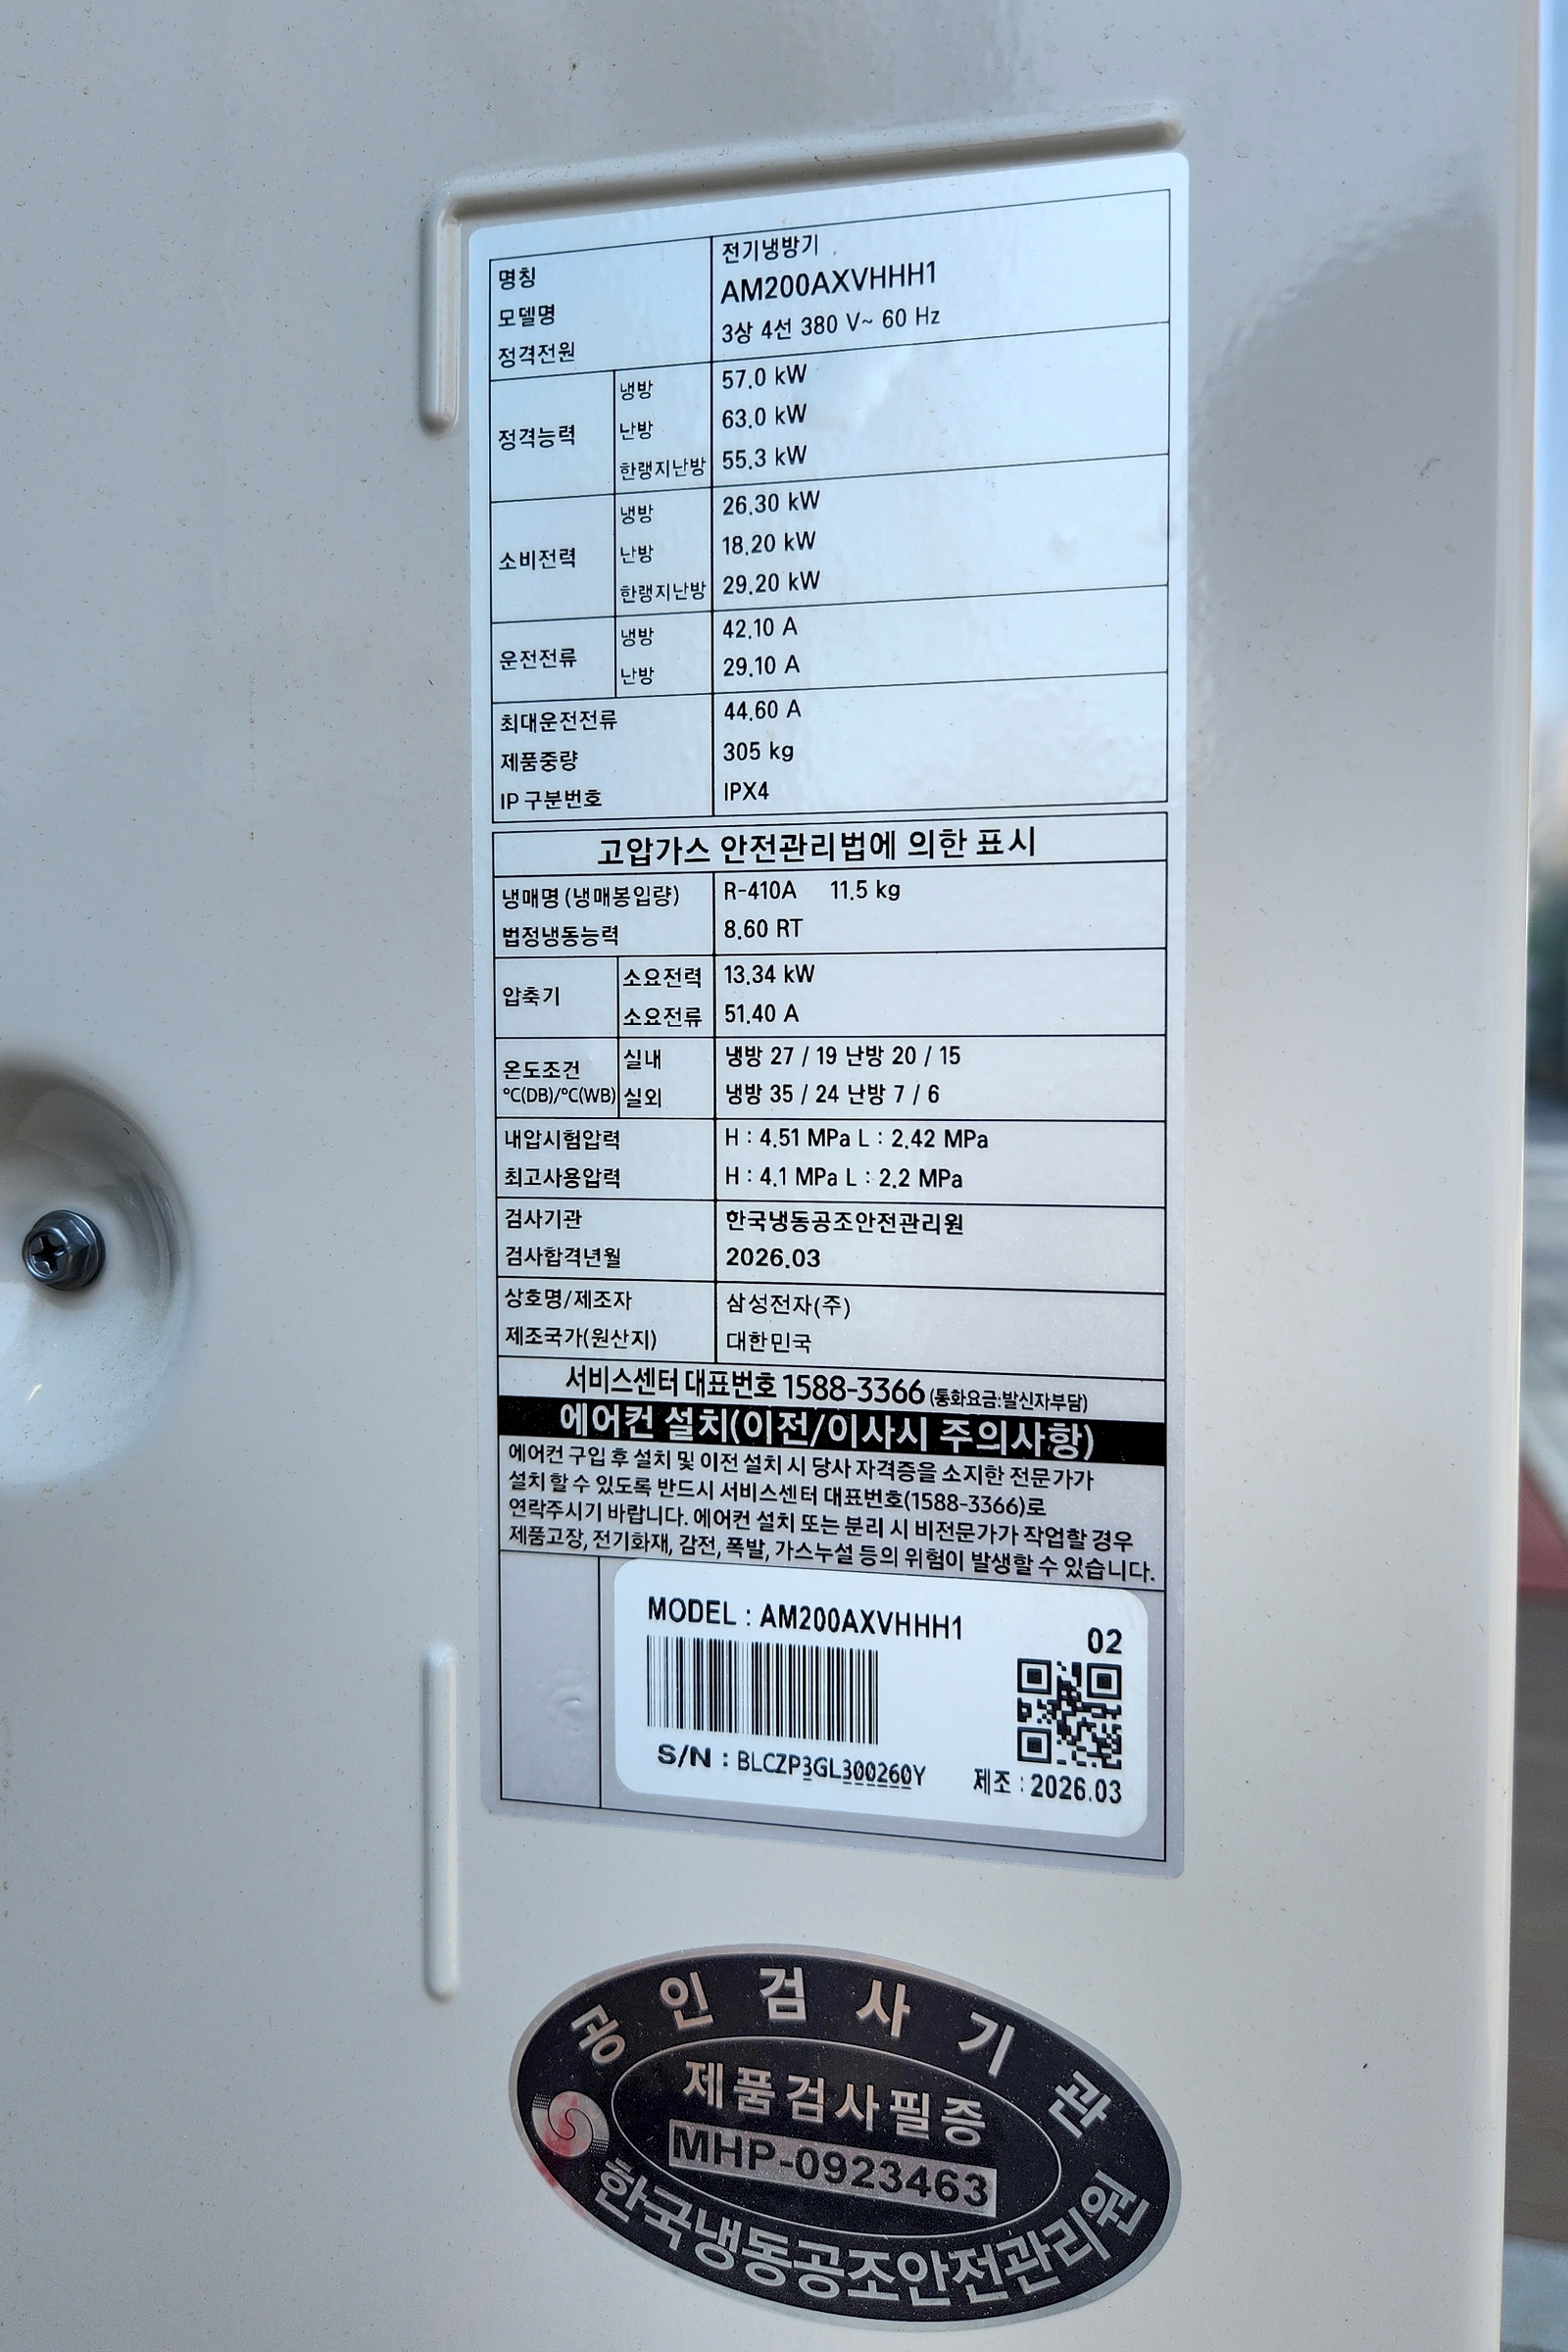 명칭 전기냉방기
모델명 AM200AXVHHH1
정격전원 3상 4선 380 V~ 60 Hz
정격능력 냉방 57.0 kW
난방 63.0 kW
한랭지난방 55.3 kW
소비전력 냉방 26.30 kW
난방 18.20 kW
한랭지난방 29.20 kW
운전전류 냉방 42.10 A
난방 29.10 A
최대운전전류 44.60 A
제품중량 305 kg
IP 구분번호 IPX4
고압가스 안전관리법에 의한 표시
냉매명 (냉매봉입량) R-410A 11.5 kg
법정냉동능력 8.60 RT
압축기 소요전력 13.34 kW
소요전류 51.40 A
온도조건 실내 냉방 27 / 19 난방 20 / 15
℃(DB)/℃(WB) 실외 냉방 35 / 24 난방 7 / 6
내압시험압력 H : 4.51 MPa L : 2.42 MPa
최고사용압력 H : 4.1 MPa L : 2.2 MPa
검사기관 한국냉동공조안전관리원
검사합격년월 2026.03
상호명/제조자 삼성전자(주)
제조국가(원산지) 대한민국
서비스센터 대표번호 1588-3366 (통화요금:발신자부담)
에어컨 설치(이전/이사시 주의사항)
에어컨 구입 후 설치 및 이전 설치 시 당사 자격증을 소지한 전문가가
설치 할 수 있도록 반드시 서비스센터 대표번호(1588-3366)로
연락주시기 바랍니다. 에어컨 설치 또는 분리 시 비전문가가 작업할 경우
제품고장, 전기화재, 감전, 폭발, 가스누설 등의 위험이 발생할 수 있습니다.
MODEL : AM200AXVHHH1
02
S/N : BLCZP3GL300260Y
제조 : 2026.03
공인검사기관
제품검사필증
MHP-0923463
한국냉동공조안전관리원